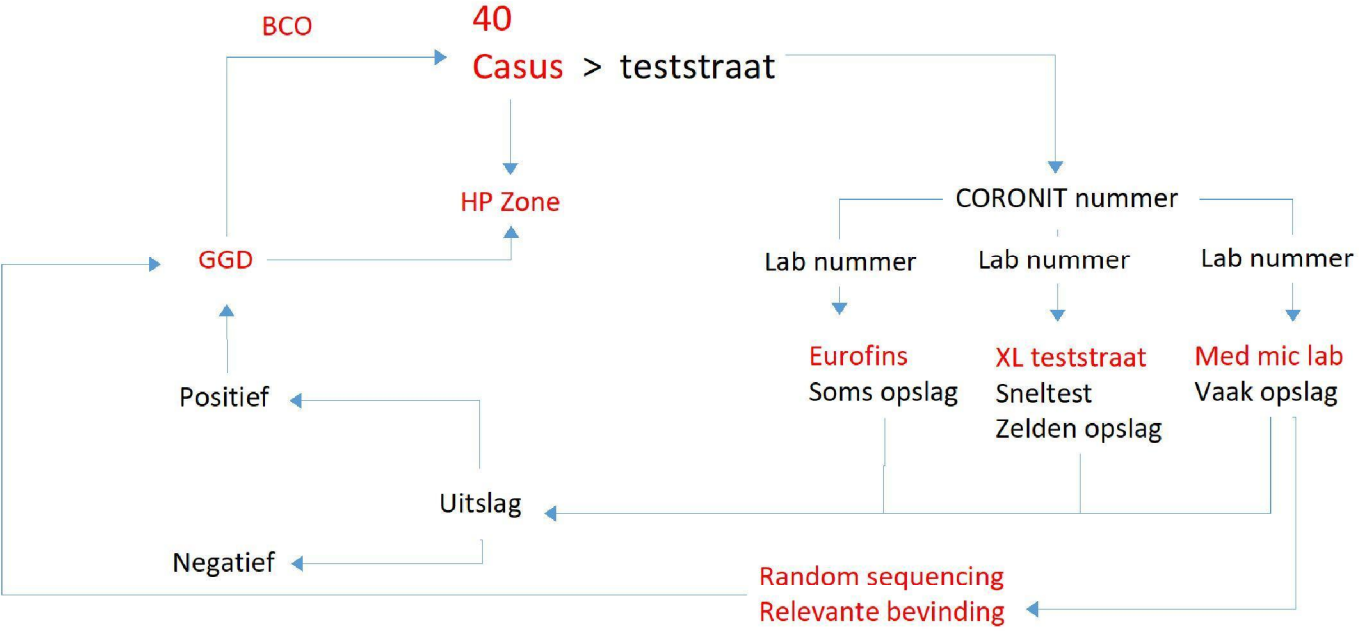 BCO
40
Casus > teststraat
HP Zone
CORONIT nummer
GGD
Lab nummer
Lab nummer
Lab nummer
Eurofins
Soms opslag
XL teststraat
Sneltest
Zelden opslag
Med mic lab
Vaak opslag
Positief
Uitslag
Negatief
Random sequencing
Relevante bevinding